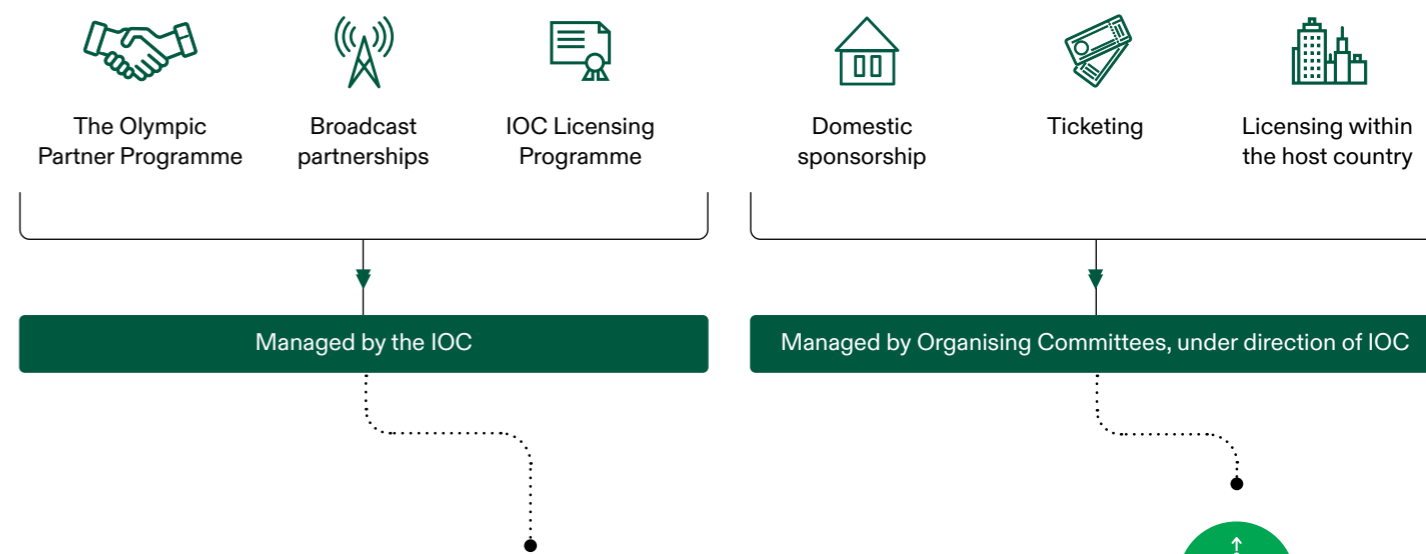 The Olympic
Partner Programme
Broadcast
partnerships
IOC Licensing
Programme
Domestic
sponsorship
Ticketing
Licensing within
the host country
Managed by the IOC
Managed by Organising Committees, under direction of IOC